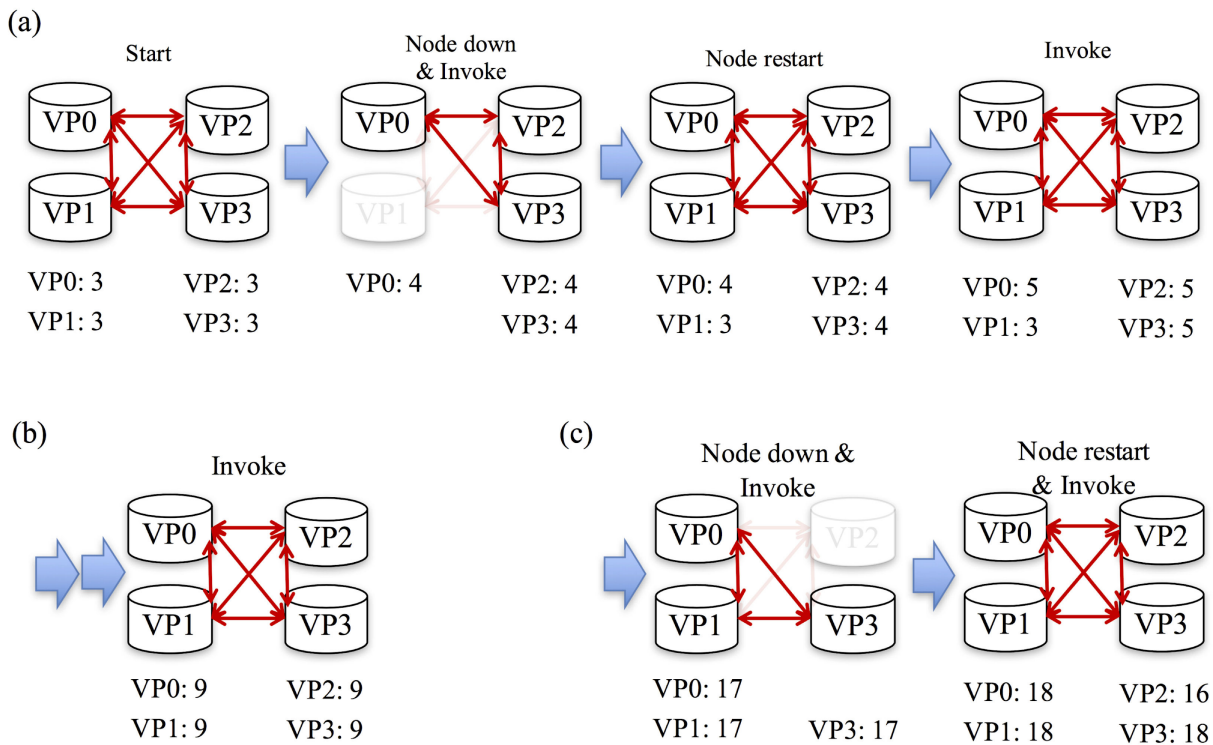 (a)
Start
Node down
& Invoke
Node restart
Invoke
VP0
VP2
VP0
VP2
VP0
VP2
VP0
VP2
VP1
VP3
VP1
VP3
VP1
VP3
VP1
VP3
VP0: 3
VP2: 3
VP0: 4
VP2: 4
VP0: 4
VP2: 4
VP0: 5
VP2: 5
VP1: 3
VP3: 3
VP3: 4
VP1: 3
VP3: 4
VP1: 3
VP3: 5
(b)
Invoke
VP0
VP2
VP1
VP3
VP0: 9
VP2: 9
VP1: 9
VP3: 9
(c)
Node down &
Invoke
Node restart
& Invoke
VP0
VP2
VP0
VP2
VP1
VP3
VP1
VP3
VP0: 17
VP0: 18
VP2: 16
VP1: 17
VP3: 17
VP1: 18
VP3: 18